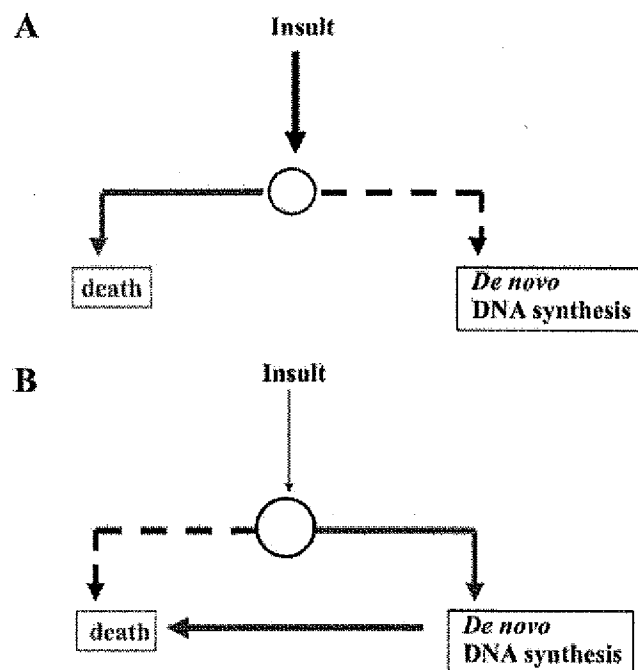 A
Insult
death
De novo
DNA synthesis
B
Insult
death
De novo
DNA synthesis